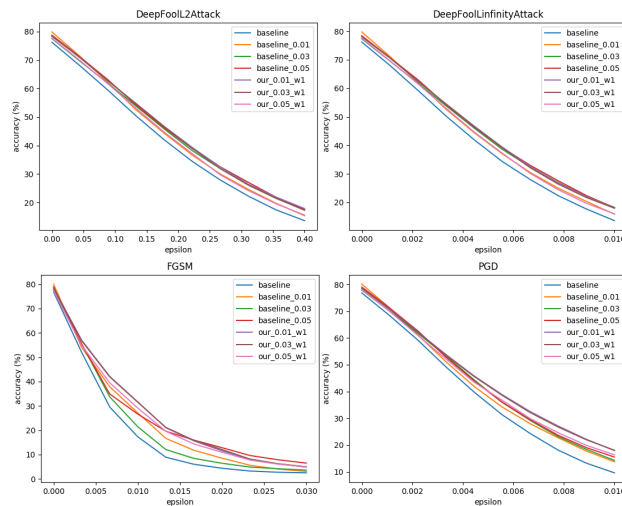 DeepFoolL2Attack
80
70
60
50
40
30
20
accuracy (%)
0.00 0.05 0.10 0.15 0.20 0.25 0.30 0.35 0.40
epsilon
baseline
baseline_0.01
baseline_0.03
baseline_0.05
our_0.01_w1
our_0.03_w1
our_0.05_w1
DeepFoolLinfinityAttack
80
70
60
50
40
30
20
accuracy (%)
0.000 0.002 0.004 0.006 0.008 0.010
epsilon
baseline
baseline_0.01
baseline_0.03
baseline_0.05
our_0.01_w1
our_0.03_w1
our_0.05_w1
FGSM
80
70
60
50
40
30
20
10
0
accuracy (%)
0.000 0.005 0.010 0.015 0.020 0.025 0.030
epsilon
baseline
baseline_0.01
baseline_0.03
baseline_0.05
our_0.01_w1
our_0.03_w1
our_0.05_w1
PGD
80
70
60
50
40
30
20
10
accuracy (%)
0.000 0.002 0.004 0.006 0.008 0.010
epsilon
baseline
baseline_0.01
baseline_0.03
baseline_0.05
our_0.01_w1
our_0.03_w1
our_0.05_w1